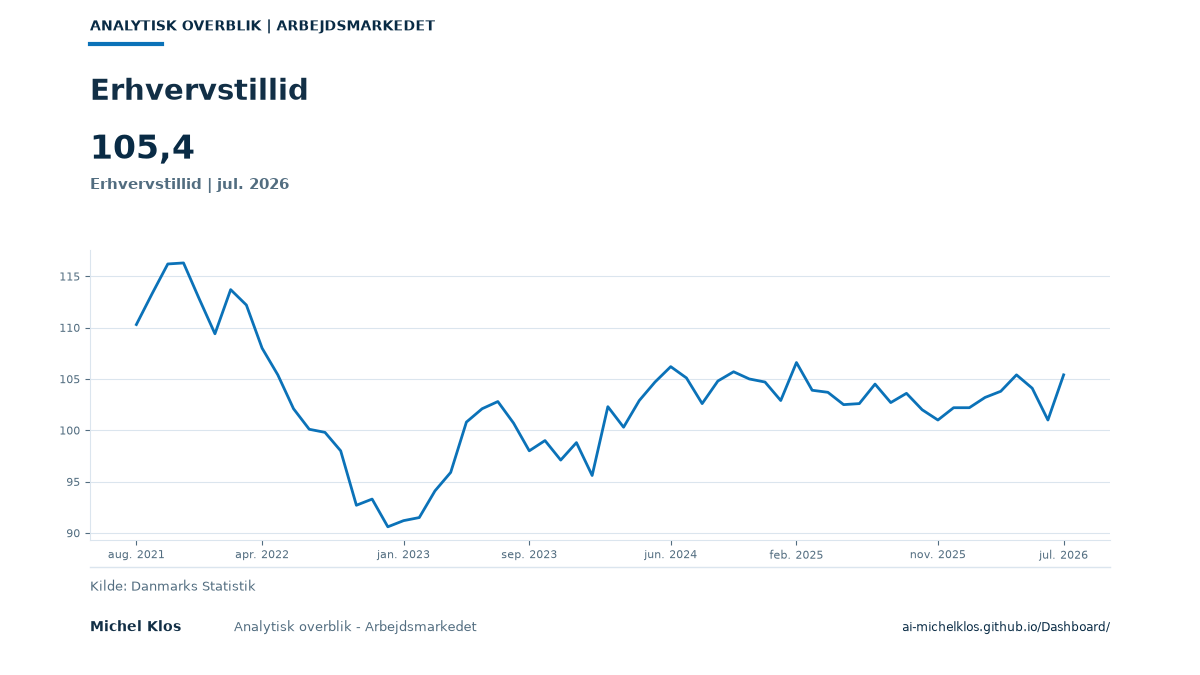 ANALYTISK OVERBLIK | ARBEJDSMARKEDET
Erhvervstillid
105,4
Erhvervstillid | jul. 2026
115
110
105
100
95
90
aug. 2021 apr. 2022 jan. 2023 sep. 2023 jun. 2024 feb. 2025 nov. 2025 jul. 2026
Kilde: Danmarks Statistik
Michel Klos Analytisk overblik - Arbejdsmarkedet ai-michelklos.github.io/Dashboard/